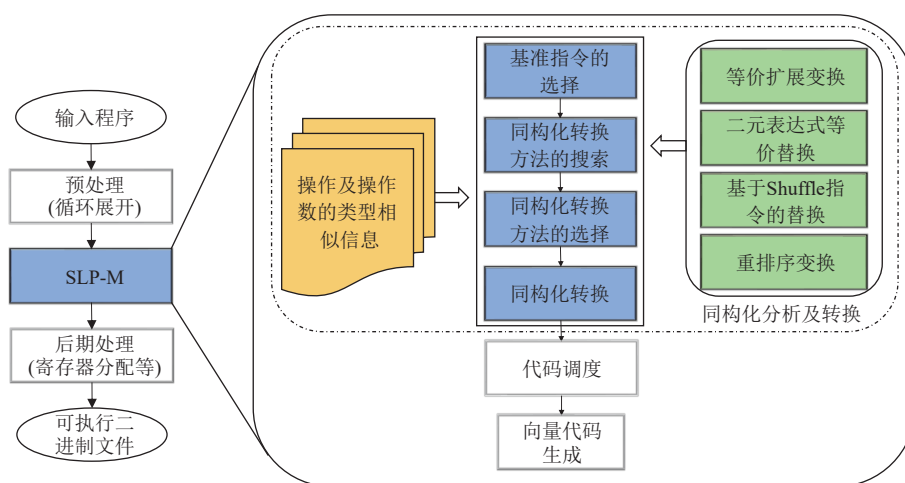 输入程序
预处理
(循环展开)
SLP-M
后期处理
(寄存器分配等)
可执行二
进制文件
操作及操作
数的类型相
似信息
基准指令的
选择
同构化转换
方法的搜索
同构化转换
方法的选择
同构化转换
等价扩展变换
二元表达式等
价替换
基于Shuffle指
令的替换
重排序变换
同构化分析及转换
代码调度
向量代码
生成